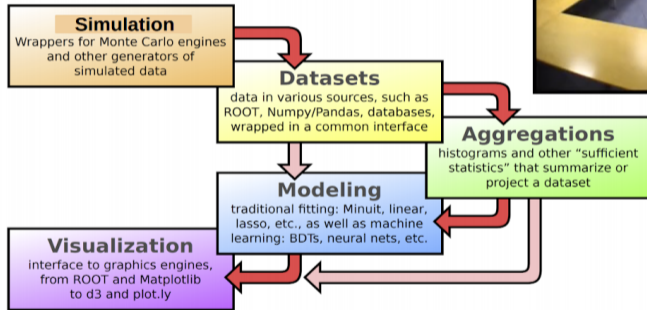 Simulation
Wrappers for Monte Carlo engines
and other generators of
simulated data
Datasets
data in various sources, such as
ROOT, Numpy/Pandas, databases,
wrapped in a common interface
Aggregations
histograms and other “sufficient
statistics” that summarize or
project a dataset
Modeling
traditional fitting: Minuit, linear,
lasso, etc., as well as machine
learning: BDTs, neural nets, etc.
Visualization
interface to graphics engines,
from ROOT and Matplotlib
to d3 and plot.ly